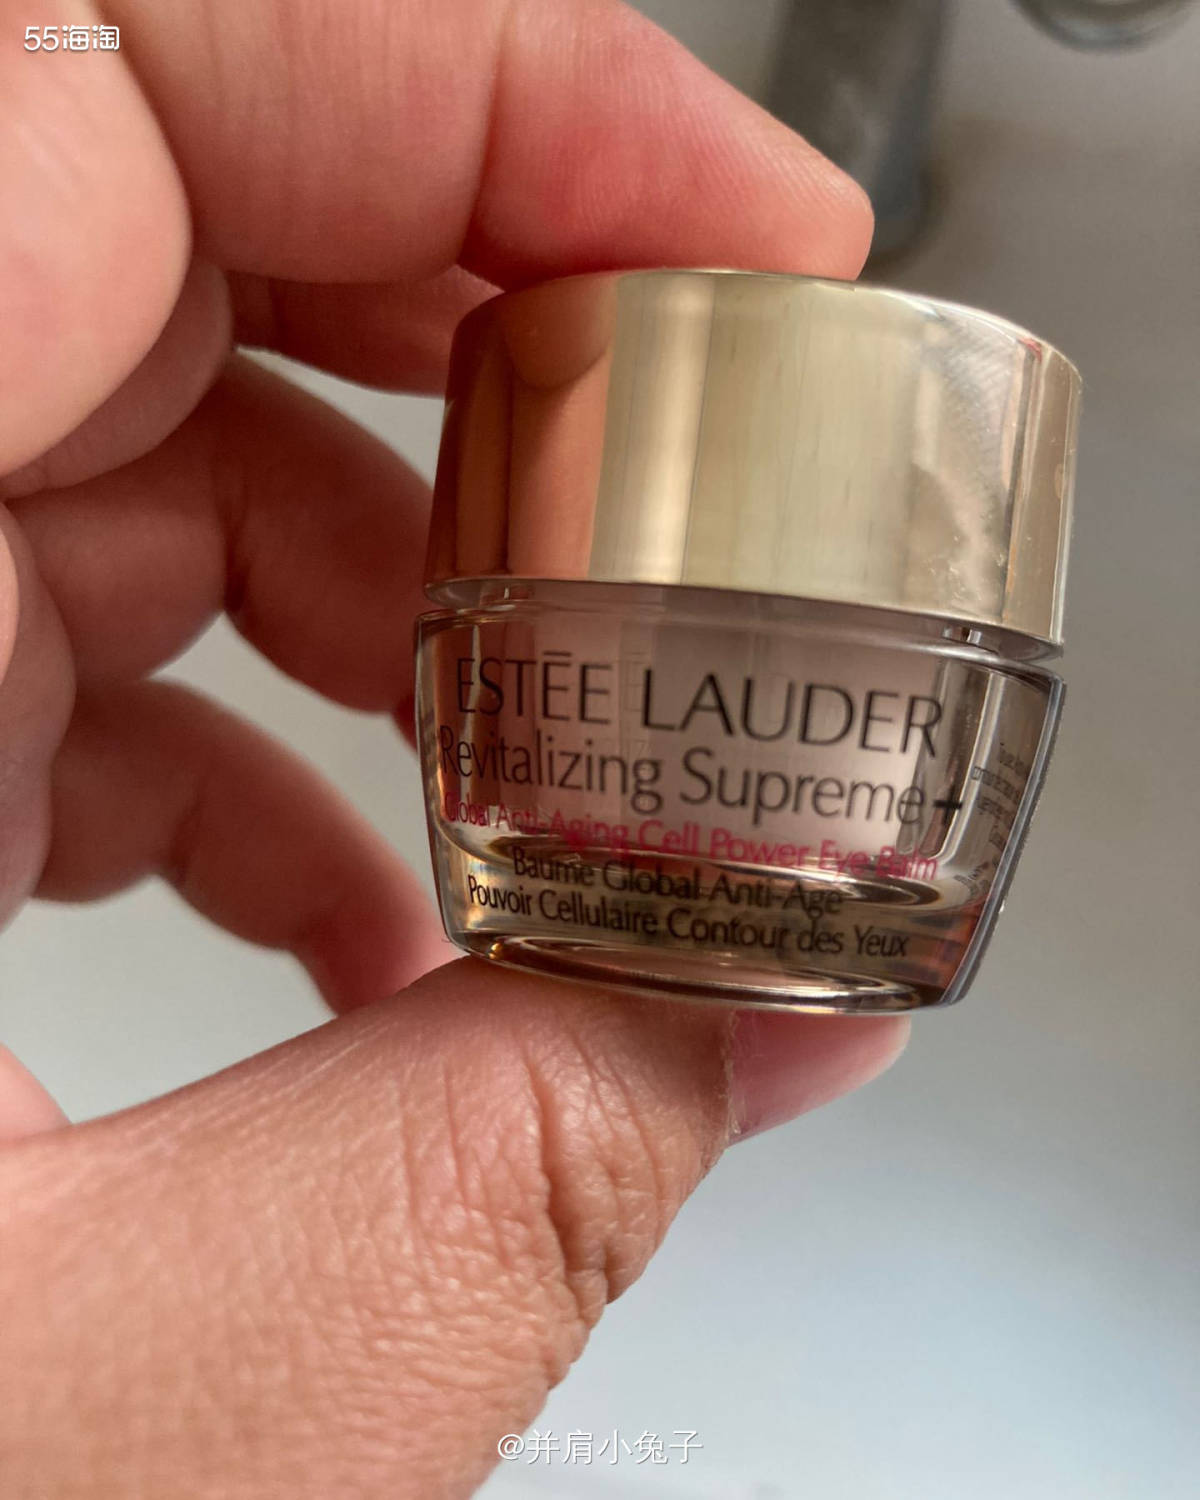 55海淘
ESTĒE LAUDER
Revitalizing Supreme+
Global Anti-Aging Cell Power Eye Balm
Baume Global Anti-Age
Pouvoir Cellulaire Contour des Yeux
@并肩小兔子